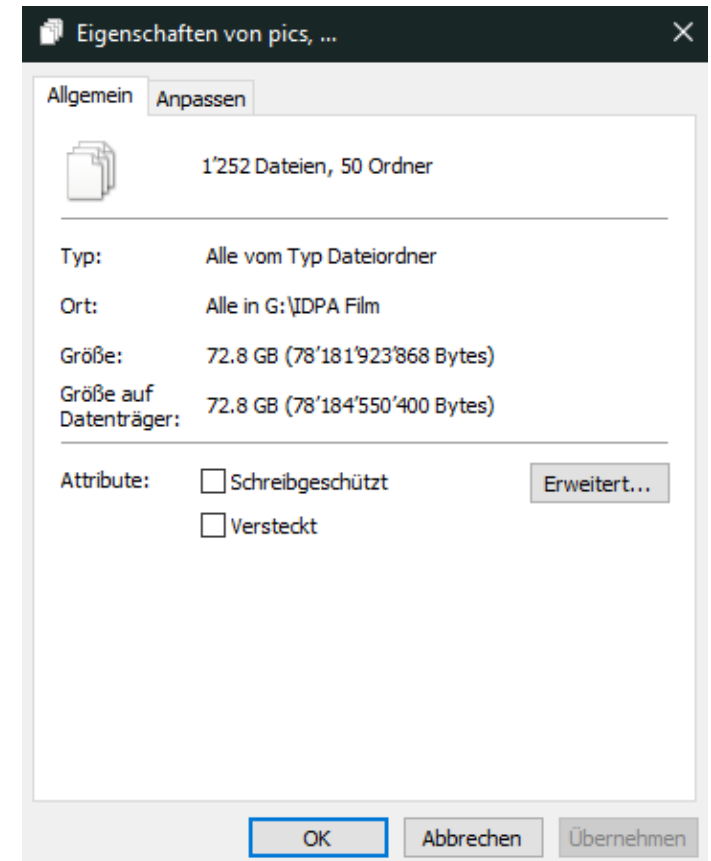 Eigenschaften von pics, ...
Allgemein Anpassen
1’252 Dateien, 50 Ordner
Typ: Alle vom Typ Dateiordner
Ort: Alle in G:\IDPA Film
Größe: 72.8 GB (78’181’923’868 Bytes)
Größe auf
Datenträger: 72.8 GB (78’184’550’400 Bytes)
Attribute: Schreibgeschützt Erweitert...
Versteckt
OK Abbrechen Übernehmen